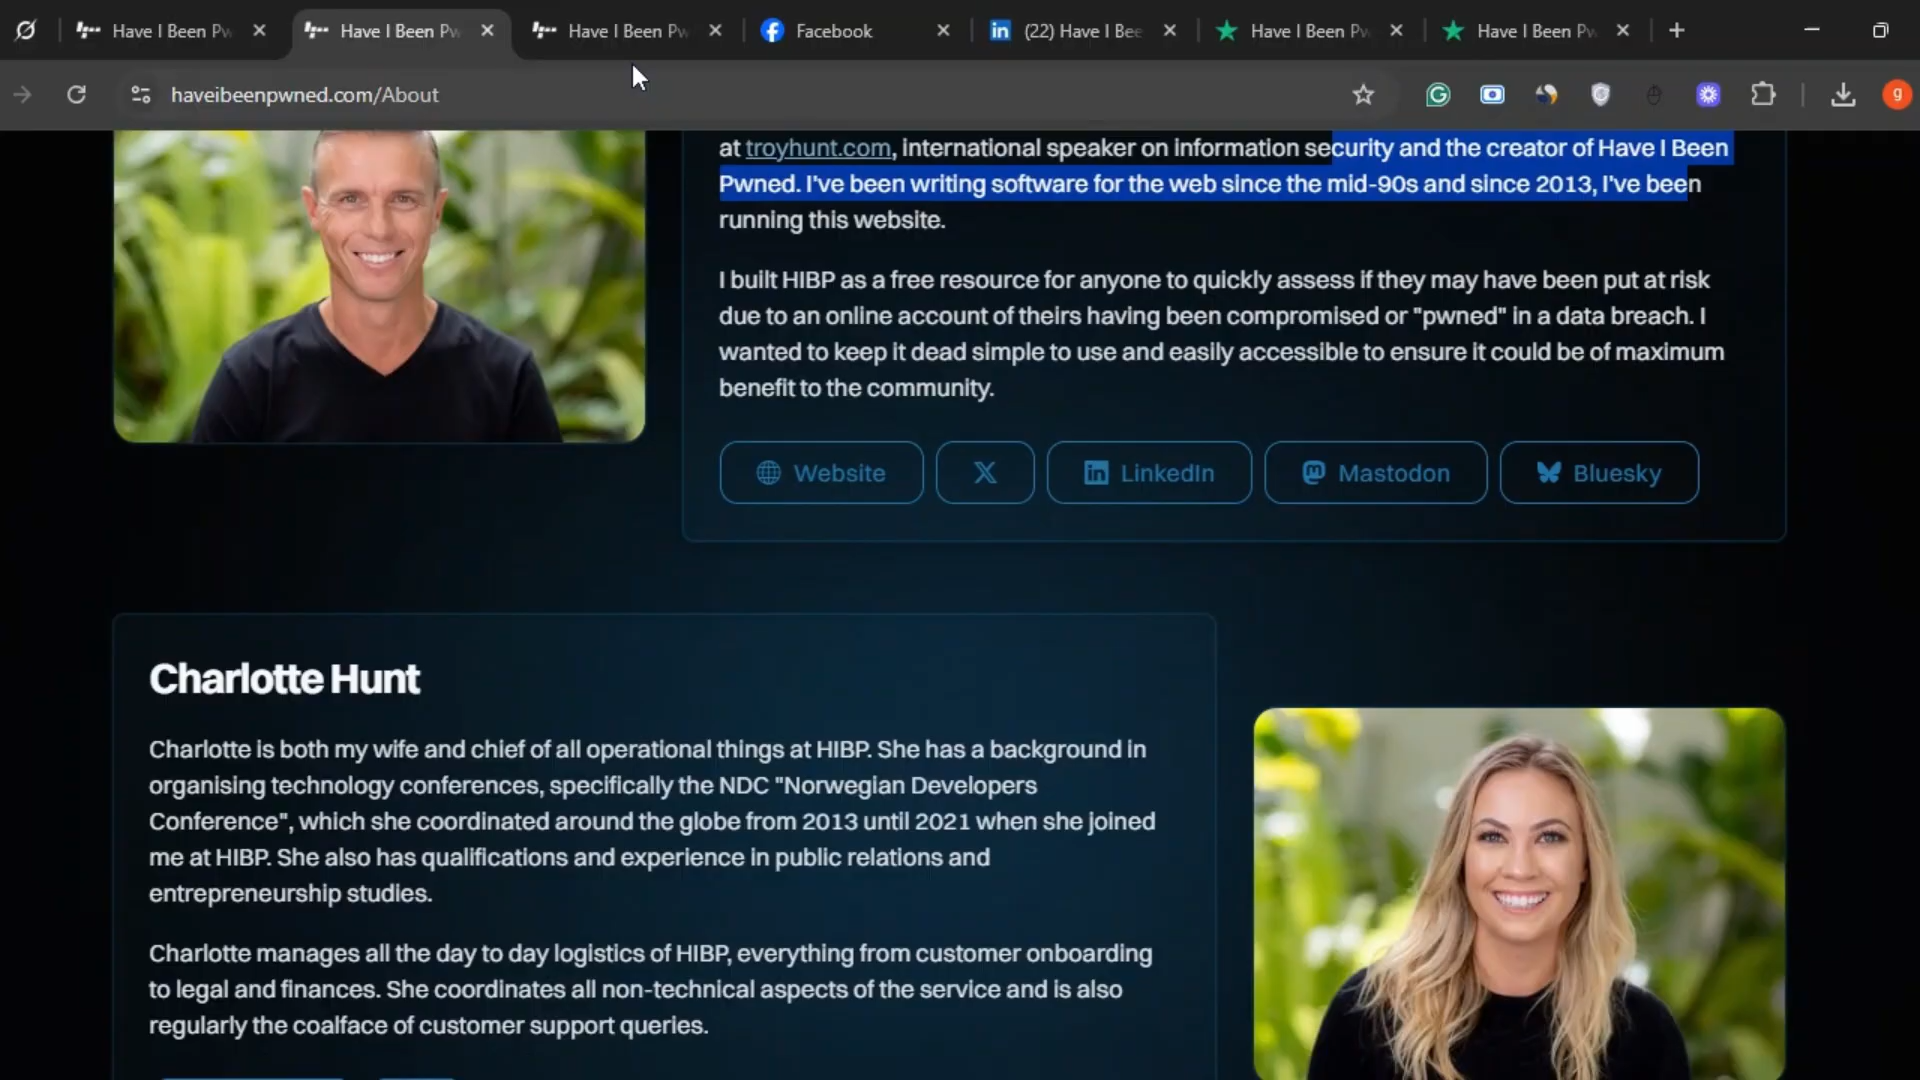 Have I Been Pw
Have I Been Pw
Have I Been Pw
Facebook
(22) Have I Bee
Have I Been Pw
Have I Been Pw
haveibeenpwned.com/About
g
at troyhunt.com, international speaker on information security and the creator of Have I Been
Pwned. I've been writing software for the web since the mid-90s and since 2013, I've been
running this website.
I built HIBP as a free resource for anyone to quickly assess if they may have been put at risk
due to an online account of theirs having been compromised or "pwned" in a data breach. I
wanted to keep it dead simple to use and easily accessible to ensure it could be of maximum
benefit to the community.
Website
X
LinkedIn
Mastodon
Bluesky
Charlotte Hunt
Charlotte is both my wife and chief of all operational things at HIBP. She has a background in
organising technology conferences, specifically the NDC "Norwegian Developers
Conference", which she coordinated around the globe from 2013 until 2021 when she joined
me at HIBP. She also has qualifications and experience in public relations and
entrepreneurship studies.
Charlotte manages all the day to day logistics of HIBP, everything from customer onboarding
to legal and finances. She coordinates all non-technical aspects of the service and is also
regularly the coalface of customer support queries.